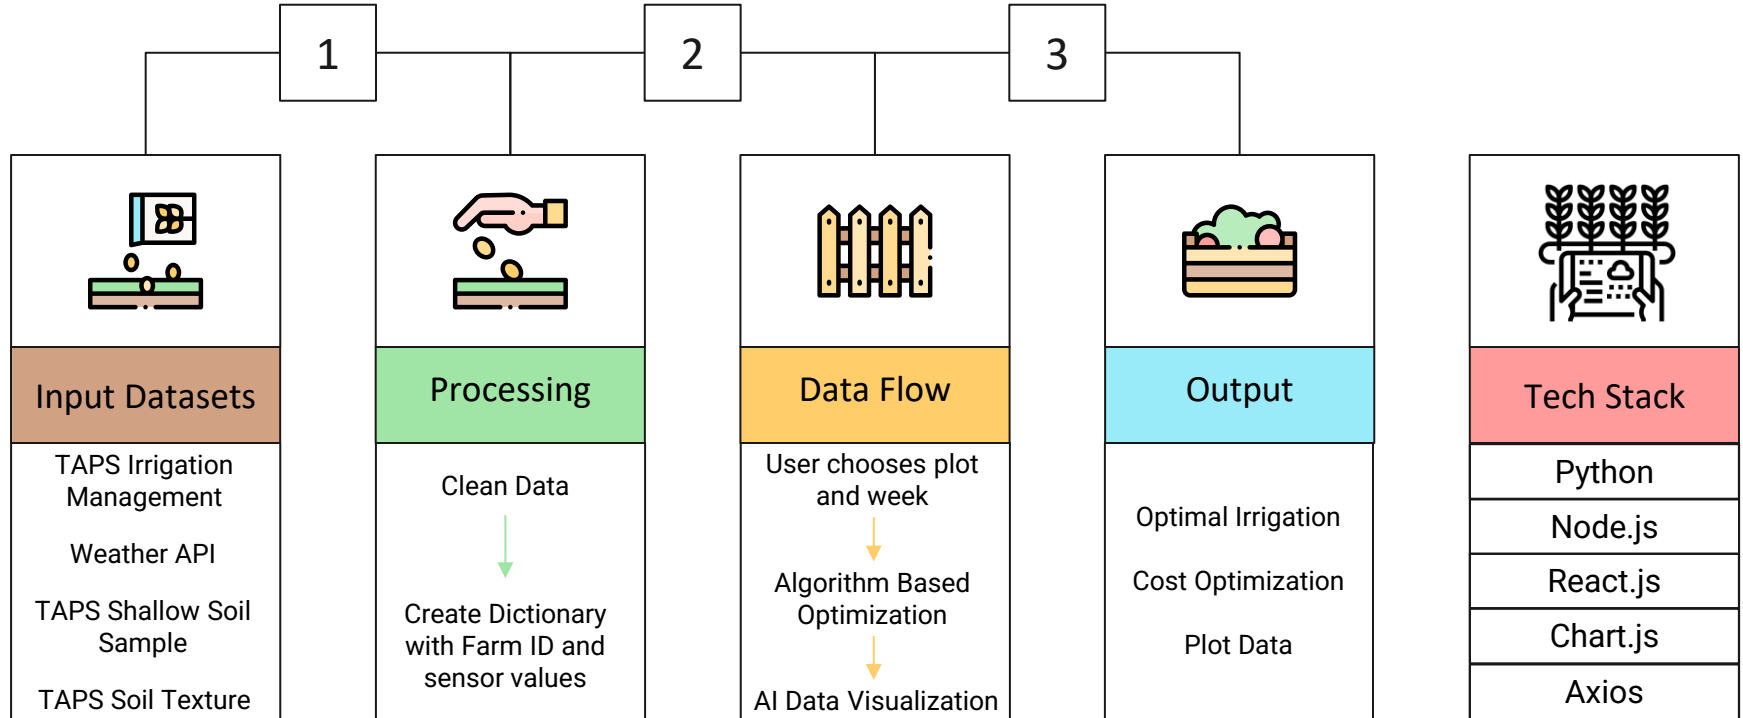 1
2
3
Input Datasets
TAPS Irrigation
Management
Weather API
TAPS Shallow Soil
Sample
TAPS Soil Texture
Processing
Clean Data
Create Dictionary
with Farm ID and
sensor values
Data Flow
User chooses plot
and week
Algorithm Based
Optimization
AI Data Visualization
Output
Optimal Irrigation
Cost Optimization
Plot Data
Tech Stack
Python
Node.js
React.js
Chart.js
Axios